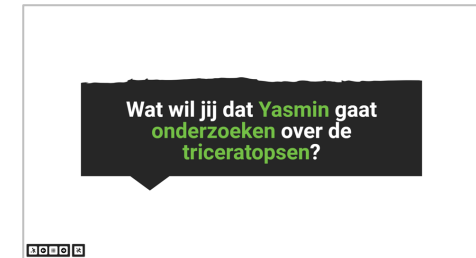 Wat wil jij dat Yasmin gaat
onderzoeken over de
triceratopsen?